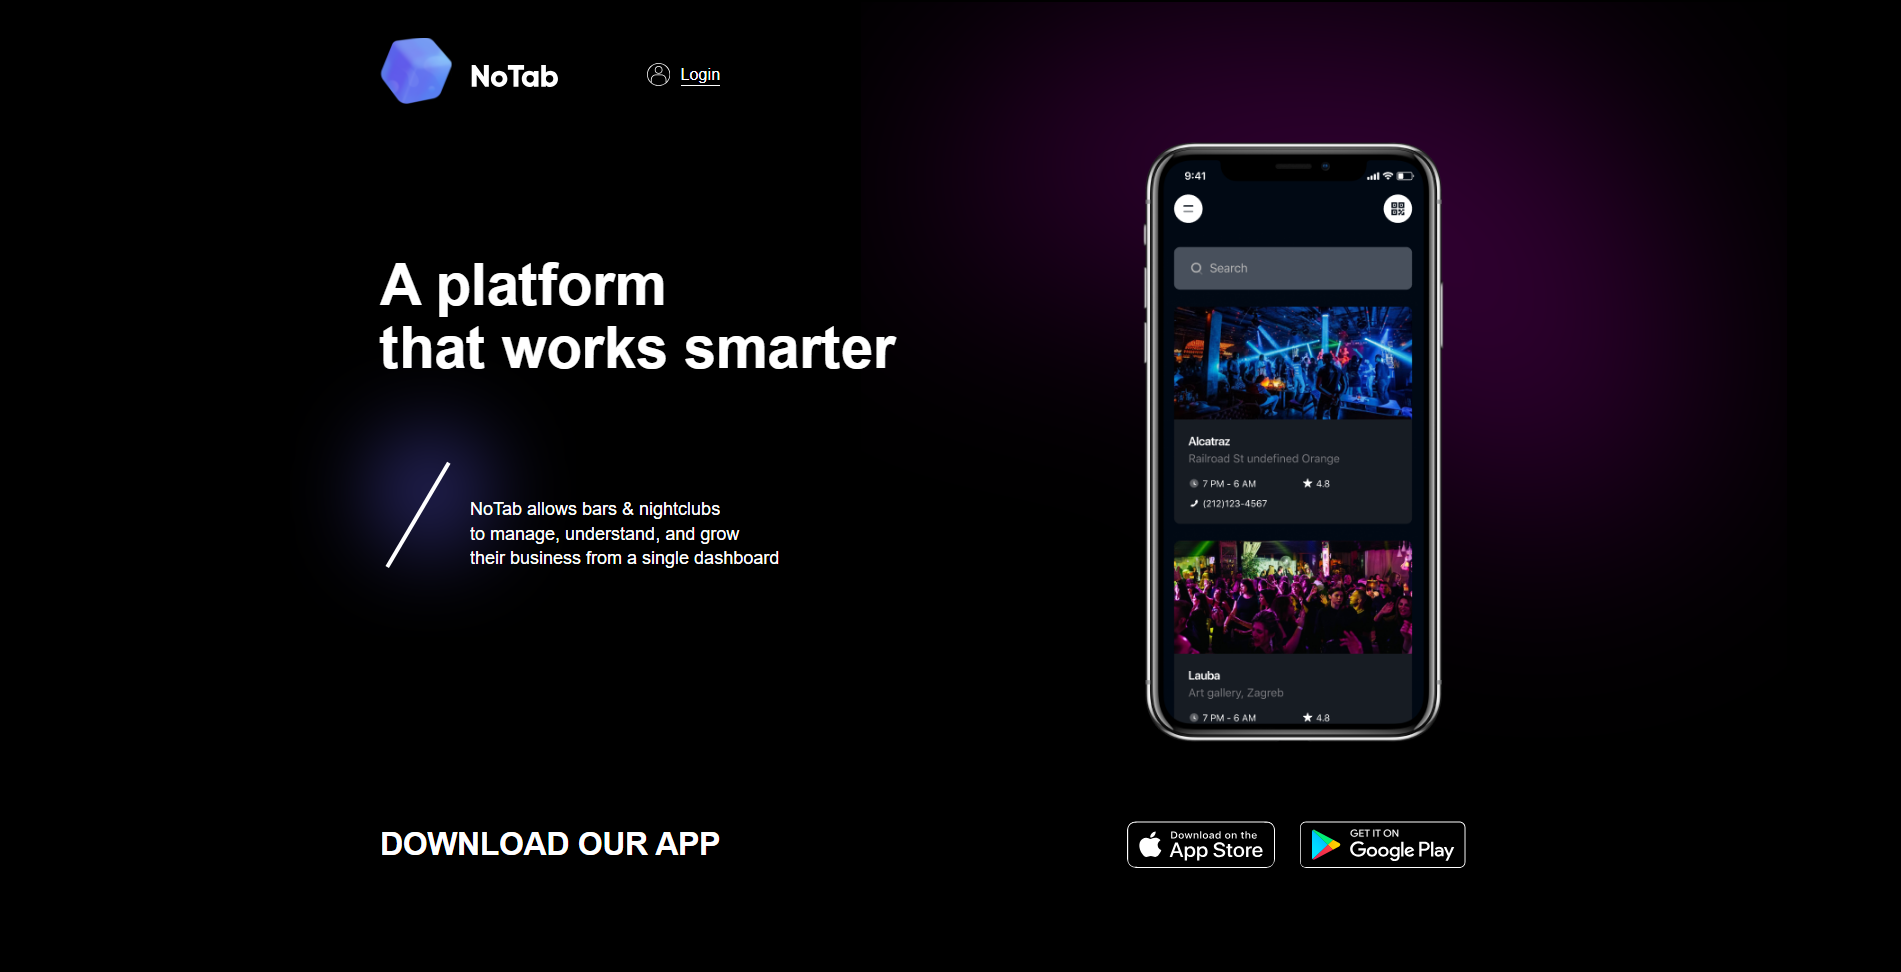 NoTab
Login
A platform
that works smarter
NoTab allows bars & nightclubs
to manage, understand, and grow
their business from a single dashboard
9:41
Search
Alcatraz
Railroad St undefined Orange
7 PM - 6 AM
4.8
(212)123-4567
Lauba
Art gallery, Zagreb
7 PM - 6 AM
4.8
DOWNLOAD OUR APP
Download on the
App Store
GET IT ON
Google Play